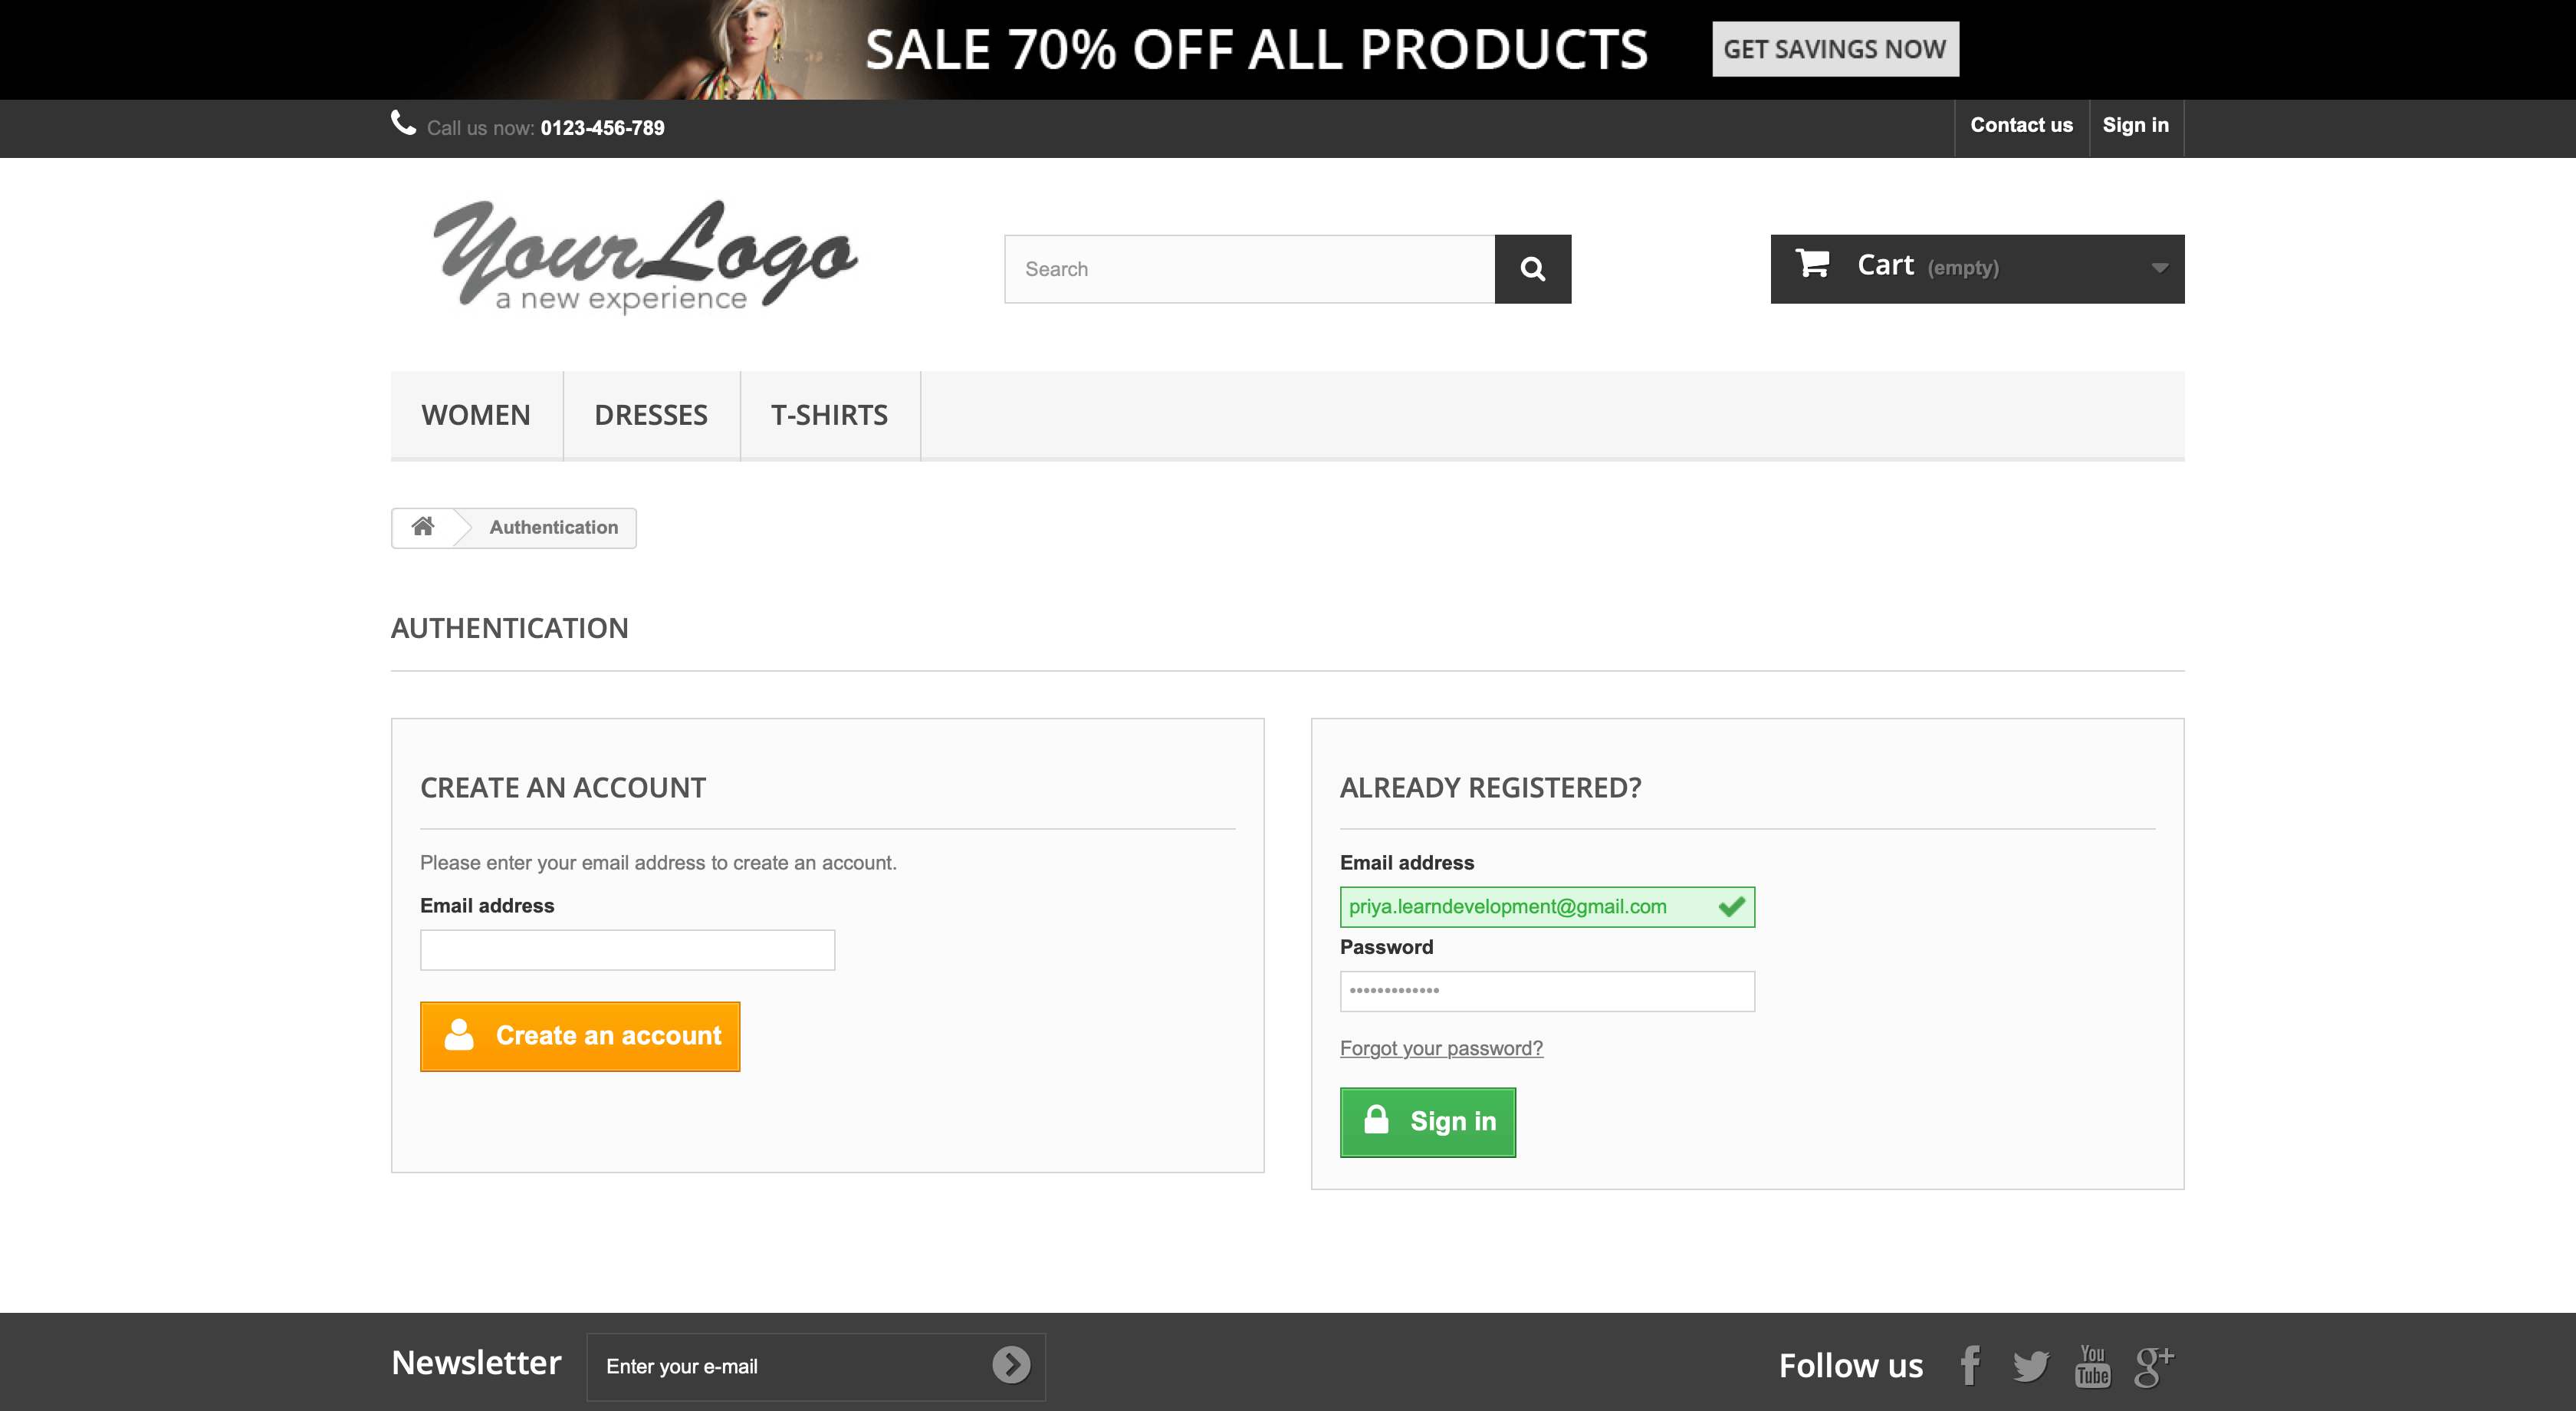 SALE 70% OFF ALL PRODUCTS GET SAVINGS NOW
Call us now: 0123-456-789 Contact us Sign in
YourLogo
a new experience
Search
Cart (empty)
WOMEN DRESSES T-SHIRTS
Authentication
AUTHENTICATION
CREATE AN ACCOUNT
Please enter your email address to create an account.
Email address
Create an account
ALREADY REGISTERED?
Email address
priya.learndevelopment@gmail.com
Password
•••••••••••••
Forgot your password?
Sign in
Newsletter Enter your e-mail
Follow us
You
Tube
g+